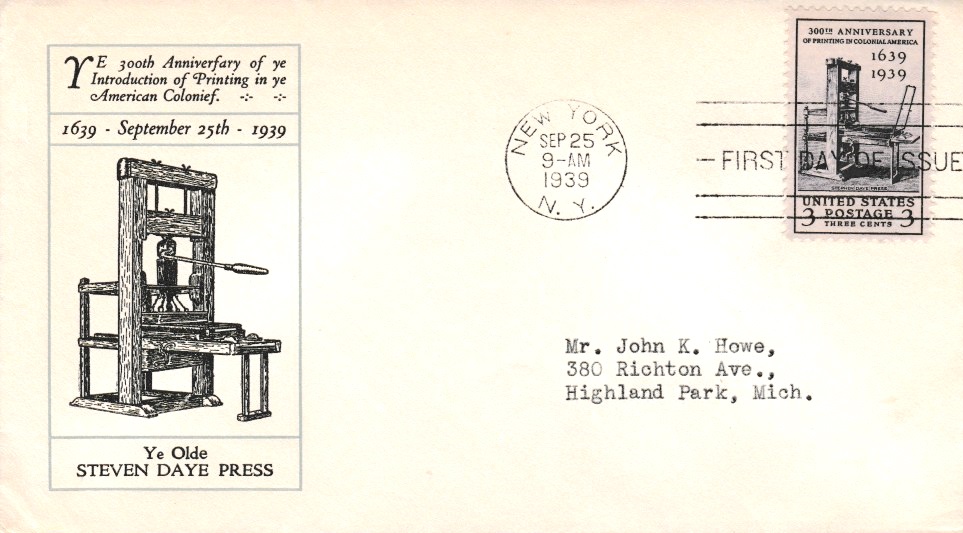 YE 300th Anniverfary of ye
Introduction of Printing in ye
American Colonief. -:- -:-
1639 - September 25th - 1939
Ye Olde
STEVEN DAYE PRESS
NEW YORK
SEP 25
9-AM
1939
N. Y.
FIRST DAY OF ISSUE
300TH ANNIVERSARY
OF PRINTING IN COLONIAL AMERICA
1639
1939
STEPHEN DAYE PRESS
UNITED STATES
3 POSTAGE 3
THREE CENTS
Mr. John K. Howe,
380 Richton Ave.,
Highland Park, Mich.